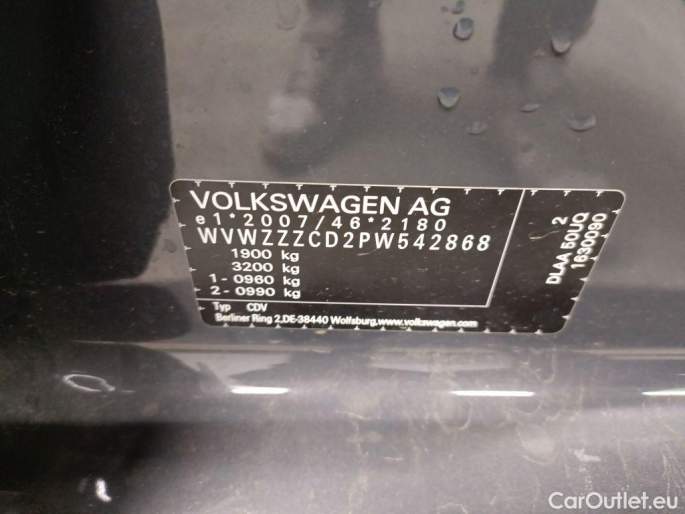 VOLKSWAGEN AG
e1*2007/46*2180
WVWZZZCD2PW542868
1900 kg
3200 kg
1 - 0960 kg
2 - 0990 kg
Typ CDV
Berliner Ring 2,DE-38440 Wolfsburg,www.volkswagen.com
2
DLAA 50UQ
1630090
CarOutlet.eu